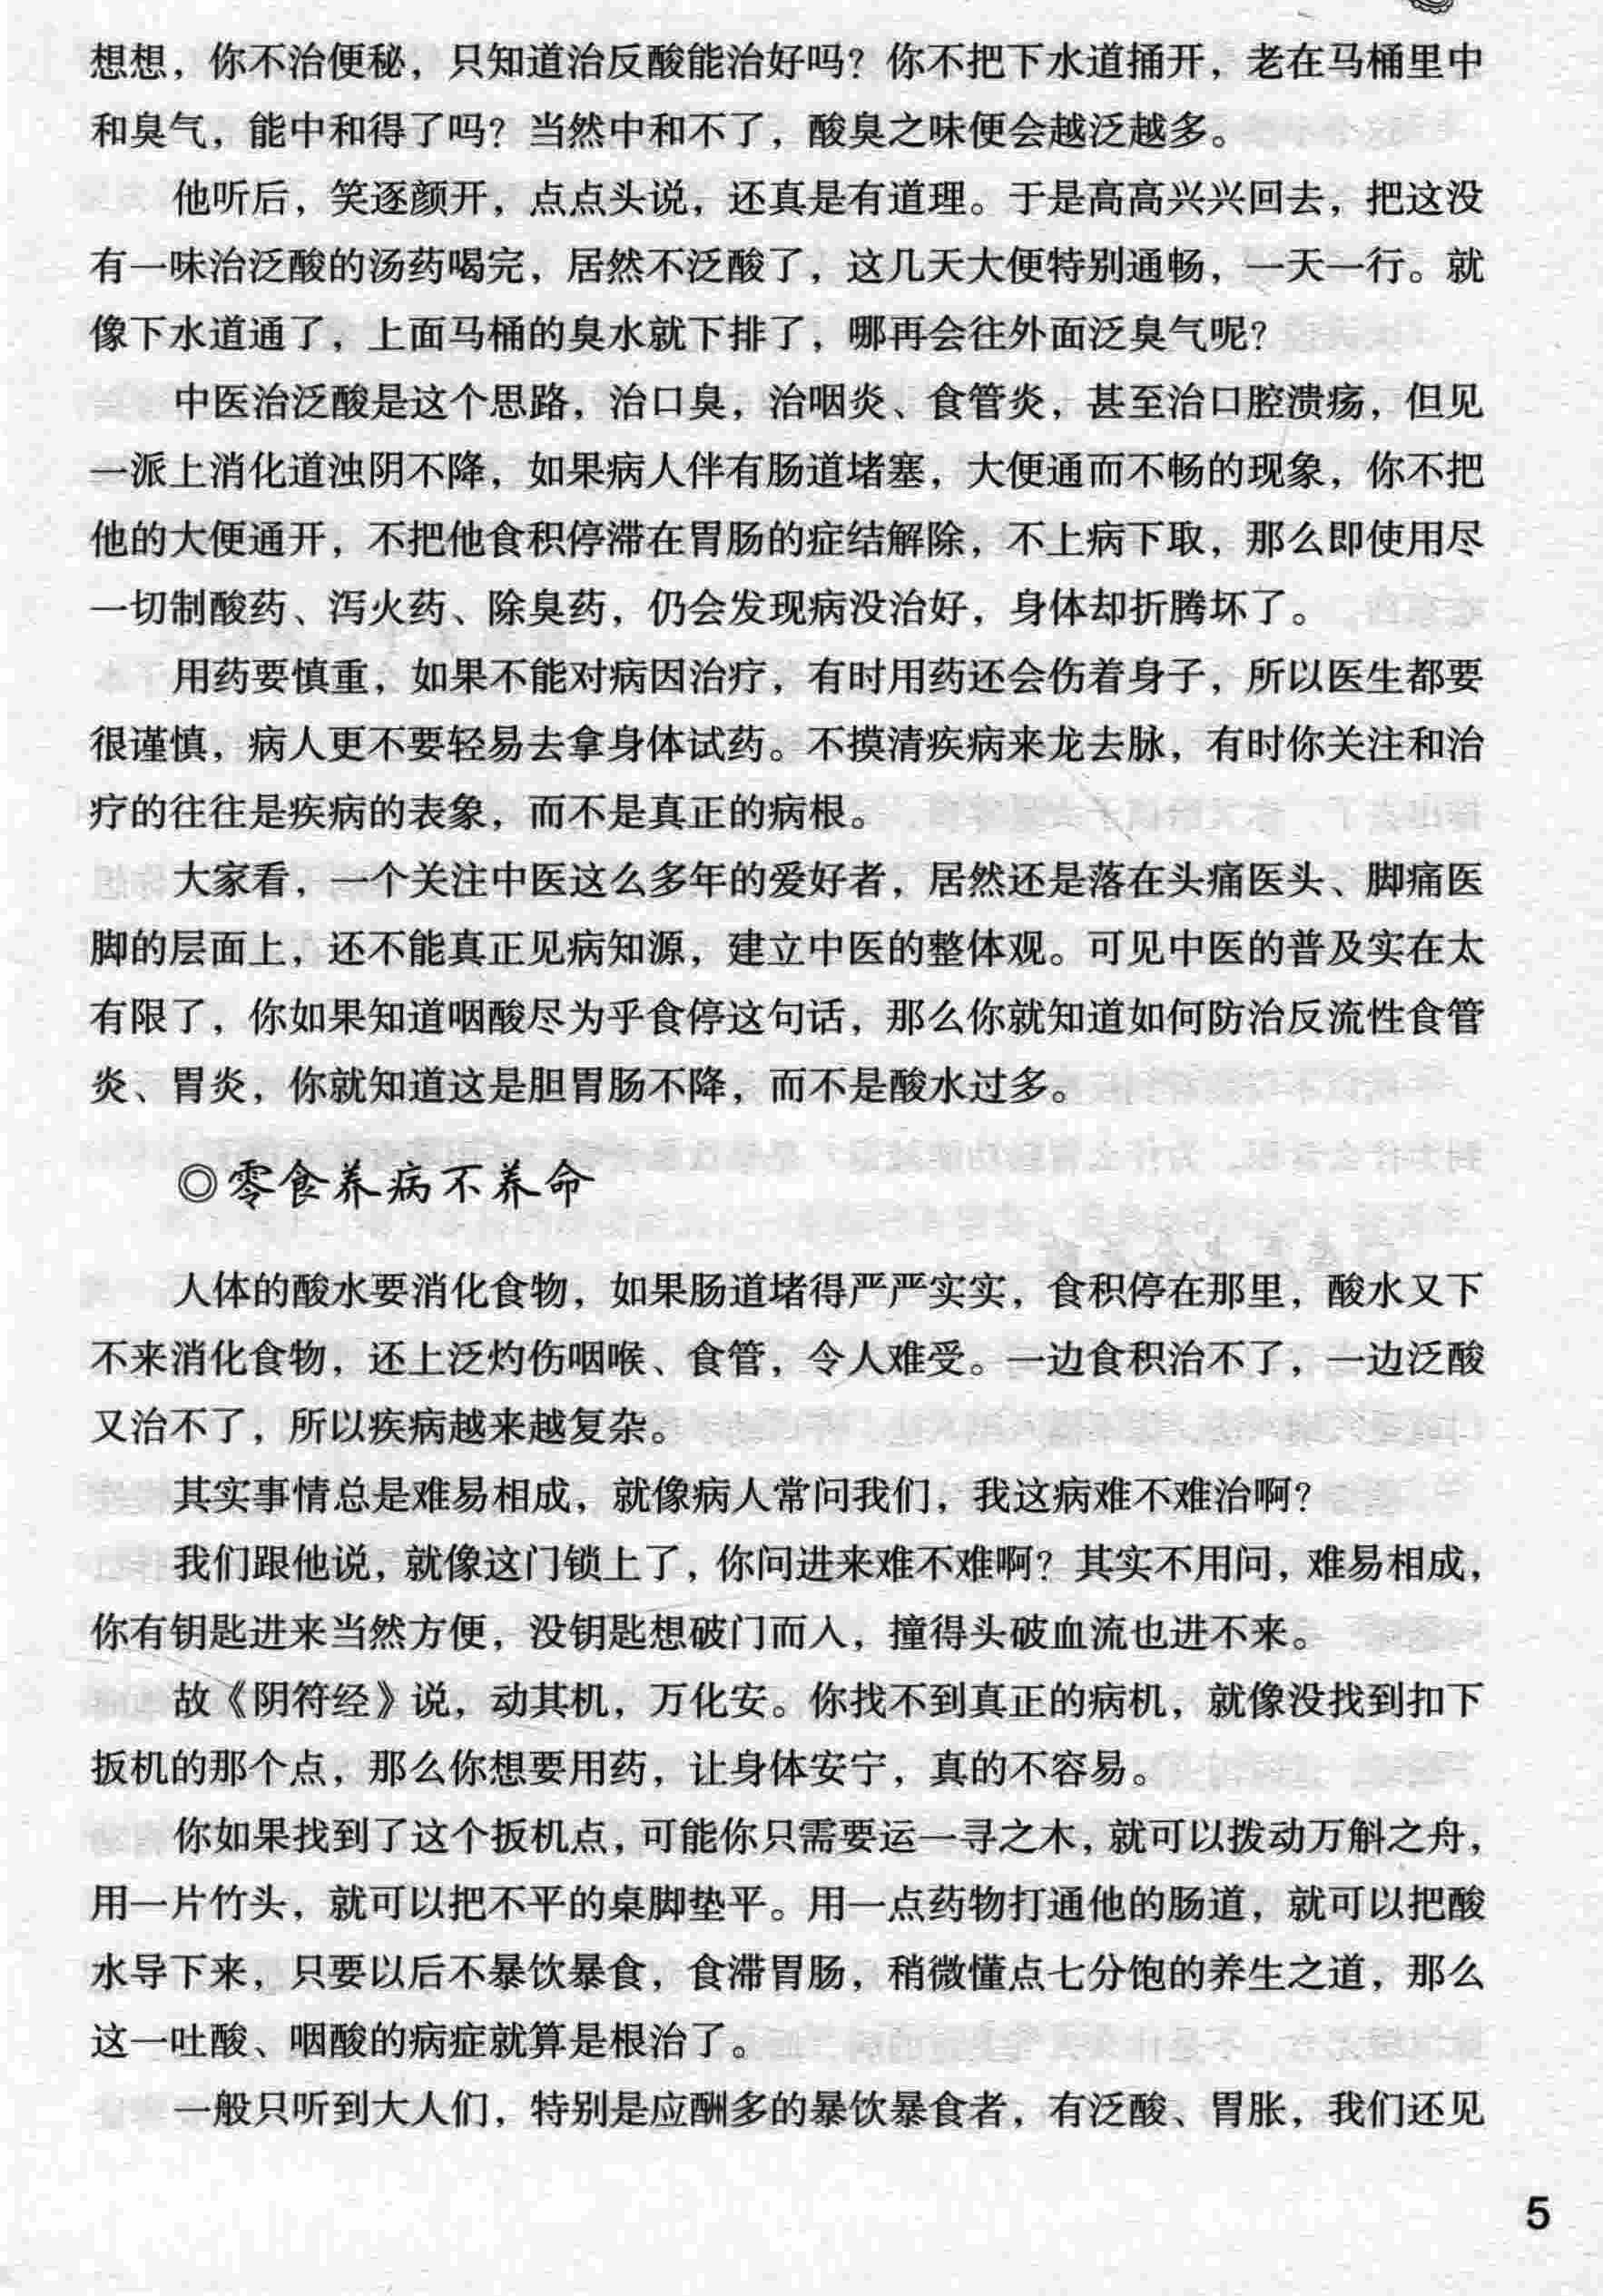 想想，你不治便秘，只知道治反酸能治好吗？你不把下水道捅开，老在马桶里中
和臭气，能中和得了吗？当然中和不了，酸臭之味便会越泛越多。
他听后，笑逐颜开，点点头说，还真是有道理。于是高高兴兴回去，把这没
有一味治泛酸的汤药喝完，居然不泛酸了，这几天大便特别通畅，一天一行。就
像下水道通了，上面马桶的臭水就下排了，哪再会往外面泛臭气呢？
中医治泛酸是这个思路，治口臭，治咽炎、食管炎，甚至治口腔溃疡，但见
一派上消化道浊阴不降，如果病人伴有肠道堵塞，大便通而不畅的现象，你不把
他的大便通开，不把他食积停滞在胃肠的症结解除，不上病下取，那么即使用尽
一切制酸药、泻火药、除臭药，仍会发现病没治好，身体却折腾坏了。
用药要慎重，如果不能对病因治疗，有时用药还会伤着身子，所以医生都要
很谨慎，病人更不要轻易去拿身体试药。不摸清疾病来龙去脉，有时你关注和治
疗的往往是疾病的表象，而不是真正的病根。
大家看，一个关注中医这么多年的爱好者，居然还是落在头痛医头、脚痛医
脚的层面上，还不能真正见病知源，建立中医的整体观。可见中医的普及实在太
有限了，你如果知道咽酸尽为乎食停这句话，那么你就知道如何防治反流性食管
炎、胃炎，你就知道这是胆胃肠不降，而不是酸水过多。
◎零食养病不养命
人体的酸水要消化食物，如果肠道堵得严严实实，食积停在那里，酸水又下
不来消化食物，还上泛灼伤咽喉、食管，令人难受。一边食积治不了，一边泛酸
又治不了，所以疾病越来越复杂。
其实事情总是难易相成，就像病人常问我们，我这病难不难治啊？
我们跟他说，就像这门锁上了，你问进来难不难啊？其实不用问，难易相成，
你有钥匙进来当然方便，没钥匙想破门而入，撞得头破血流也进不来。
故《阴符经》说，动其机，万化安。你找不到真正的病机，就像没找到扣下
扳机的那个点，那么你想要用药，让身体安宁，真的不容易。
你如果找到了这个扳机点，可能你只需要运一寻之木，就可以拨动万斛之舟，
用一片竹头，就可以把不平的桌脚垫平。用一点药物打通他的肠道，就可以把酸
水导下来，只要以后不暴饮暴食，食滞胃肠，稍微懂点七分饱的养生之道，那么
这一吐酸、咽酸的病症就算是根治了。
一般只听到大人们，特别是应酬多的暴饮暴食者，有泛酸、胃胀，我们还见
5